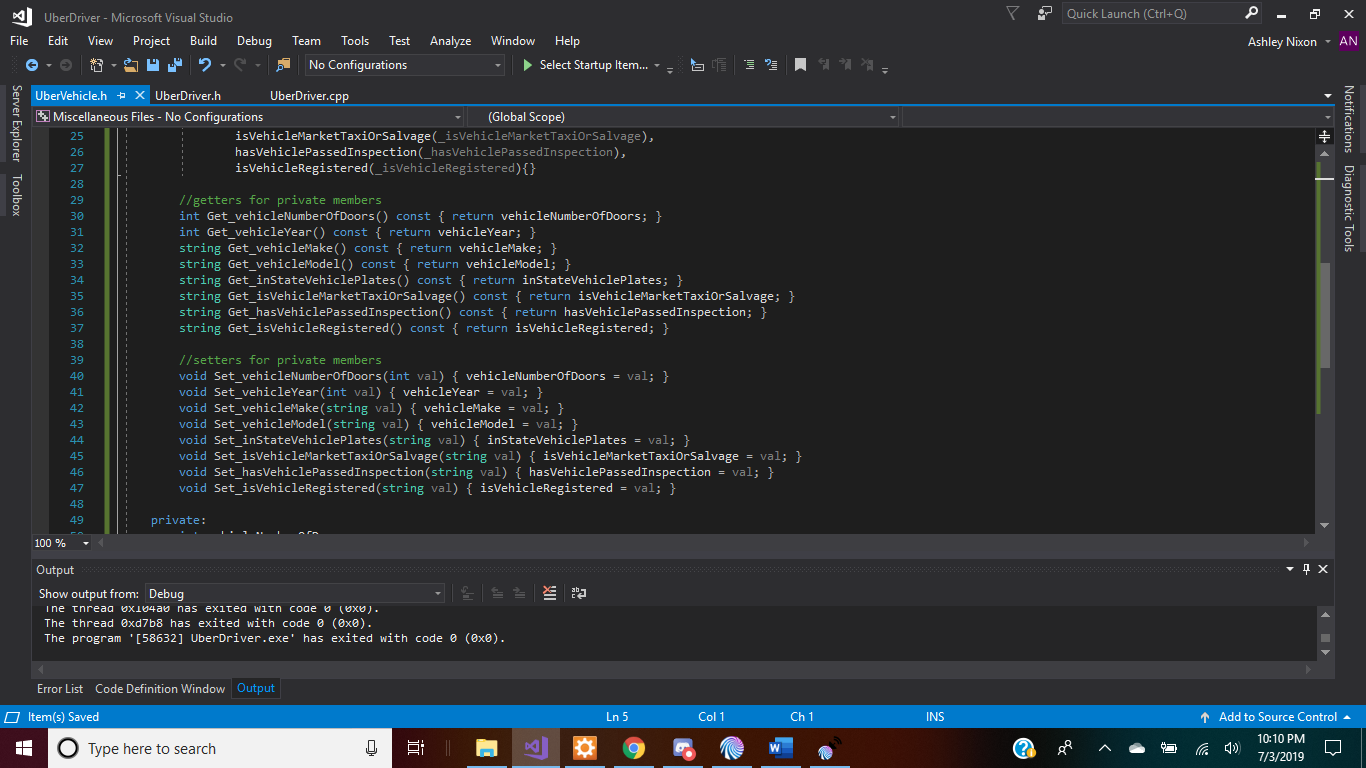 UberDriver - Microsoft Visual Studio
Quick Launch (Ctrl+Q)
File Edit View Project Build Debug Team Tools Test Analyze Window Help
Ashley Nixon AN
No Configurations
Select Startup Item...
Server Explorer
Toolbox
Notifications
Diagnostic Tools
UberVehicle.h UberDriver.h UberDriver.cpp
Miscellaneous Files - No Configurations (Global Scope)
25 isVehicleMarketTaxiOrSalvage(_isVehicleMarketTaxiOrSalvage),
26 hasVehiclePassedInspection(_hasVehiclePassedInspection),
27 isVehicleRegistered(_isVehicleRegistered){}
28
29 //getters for private members
30 int Get_vehicleNumberOfDoors() const { return vehicleNumberOfDoors; }
31 int Get_vehicleYear() const { return vehicleYear; }
32 string Get_vehicleMake() const { return vehicleMake; }
33 string Get_vehicleModel() const { return vehicleModel; }
34 string Get_inStateVehiclePlates() const { return inStateVehiclePlates; }
35 string Get_isVehicleMarketTaxiOrSalvage() const { return isVehicleMarketTaxiOrSalvage; }
36 string Get_hasVehiclePassedInspection() const { return hasVehiclePassedInspection; }
37 string Get_isVehicleRegistered() const { return isVehicleRegistered; }
38
39 //setters for private members
40 void Set_vehicleNumberOfDoors(int val) { vehicleNumberOfDoors = val; }
41 void Set_vehicleYear(int val) { vehicleYear = val; }
42 void Set_vehicleMake(string val) { vehicleMake = val; }
43 void Set_vehicleModel(string val) { vehicleModel = val; }
44 void Set_inStateVehiclePlates(string val) { inStateVehiclePlates = val; }
45 void Set_isVehicleMarketTaxiOrSalvage(string val) { isVehicleMarketTaxiOrSalvage = val; }
46 void Set_hasVehiclePassedInspection(string val) { hasVehiclePassedInspection = val; }
47 void Set_isVehicleRegistered(string val) { isVehicleRegistered = val; }
48
49 private:
100 %
Output
Show output from: Debug
The thread 0x104a0 has exited with code 0 (0x0).
The thread 0xd7b8 has exited with code 0 (0x0).
The program '[58632] UberDriver.exe' has exited with code 0 (0x0).
Error List Code Definition Window Output
Item(s) Saved Ln 5 Col 1 Ch 1 INS Add to Source Control
Type here to search
10:10 PM
7/3/2019